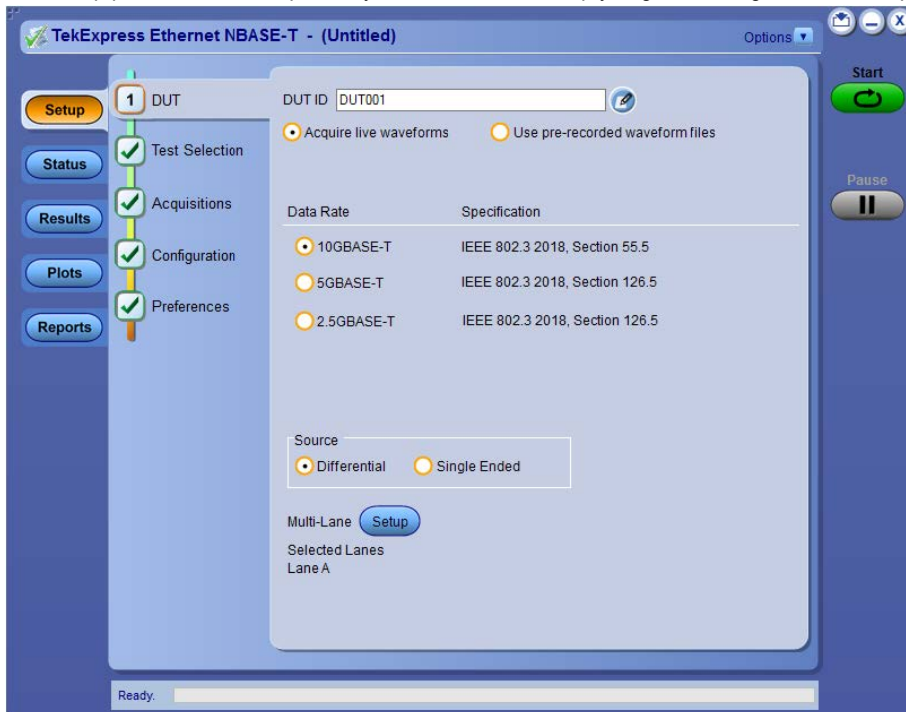 TekExpress Ethernet NBASE-T - (Untitled)
Options
x
Start
Pause
Setup
Status
Results
Plots
Reports
1 DUT
Test Selection
Acquisitions
Configuration
Preferences
DUT ID DUT001
Acquire live waveforms Use pre-recorded waveform files
Data Rate Specification
10GBASE-T IEEE 802.3 2018, Section 55.5
5GBASE-T IEEE 802.3 2018, Section 126.5
2.5GBASE-T IEEE 802.3 2018, Section 126.5
Source
Differential Single Ended
Multi-Lane Setup
Selected Lanes
Lane A
Ready.